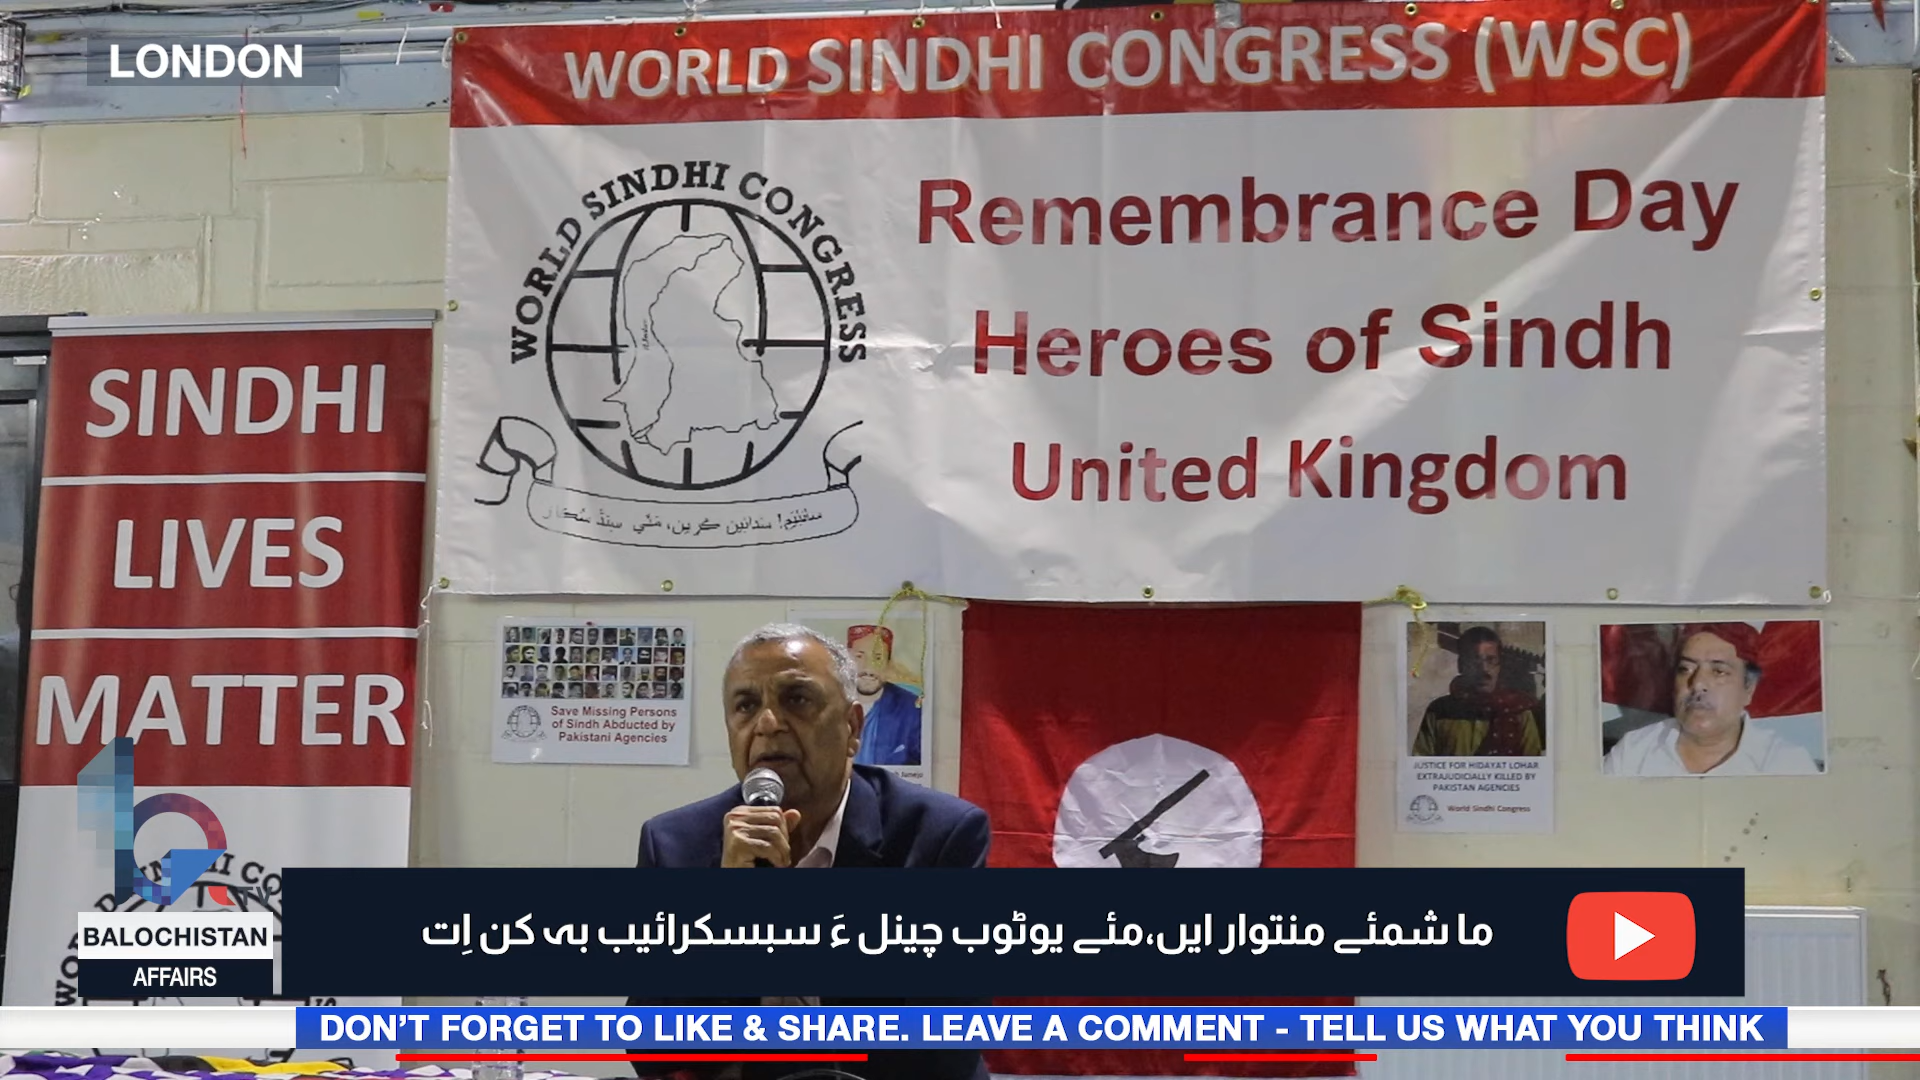 LONDON
WORLD SINDHI CONGRESS (WSC)
WORLD SINDHI CONGRESS
Remembrance Day
Heroes of Sindh
United Kingdom
SINDHI
LIVES
MATTER
Save Missing Persons
of Sindh Abducted by
Pakistani Agencies
JUSTICE FOR HIDAYAT LOHAR
EXTRAJUDICIALLY KILLED BY
PAKISTAN AGENCIES
World Sindhi Congress
TV
BALOCHISTAN
AFFAIRS
ما شمئے منتوار ایں،مئے یوٹوب چینل ءَ سبسکرائیب بی کن اِت
DON'T FORGET TO LIKE & SHARE. LEAVE A COMMENT - TELL US WHAT YOU THINK